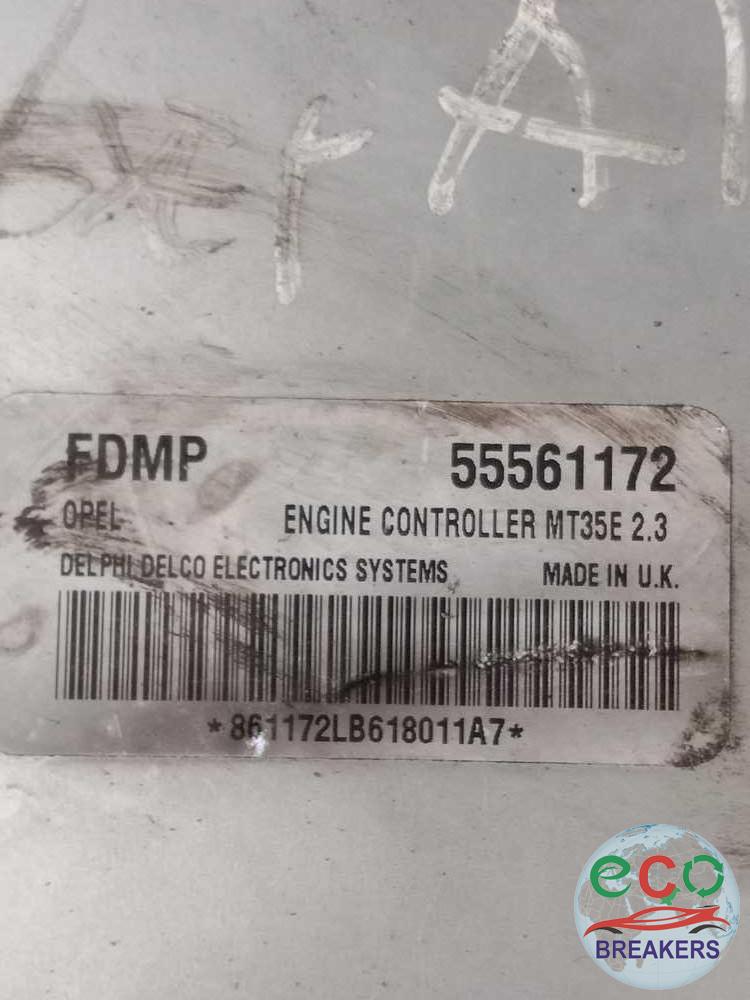 FDMP 55561172
OPEL ENGINE CONTROLLER MT35E 2.3
DELPHI DELCO ELECTRONICS SYSTEMS MADE IN U.K.
*861172LB618011A7*
eco
BREAKERS